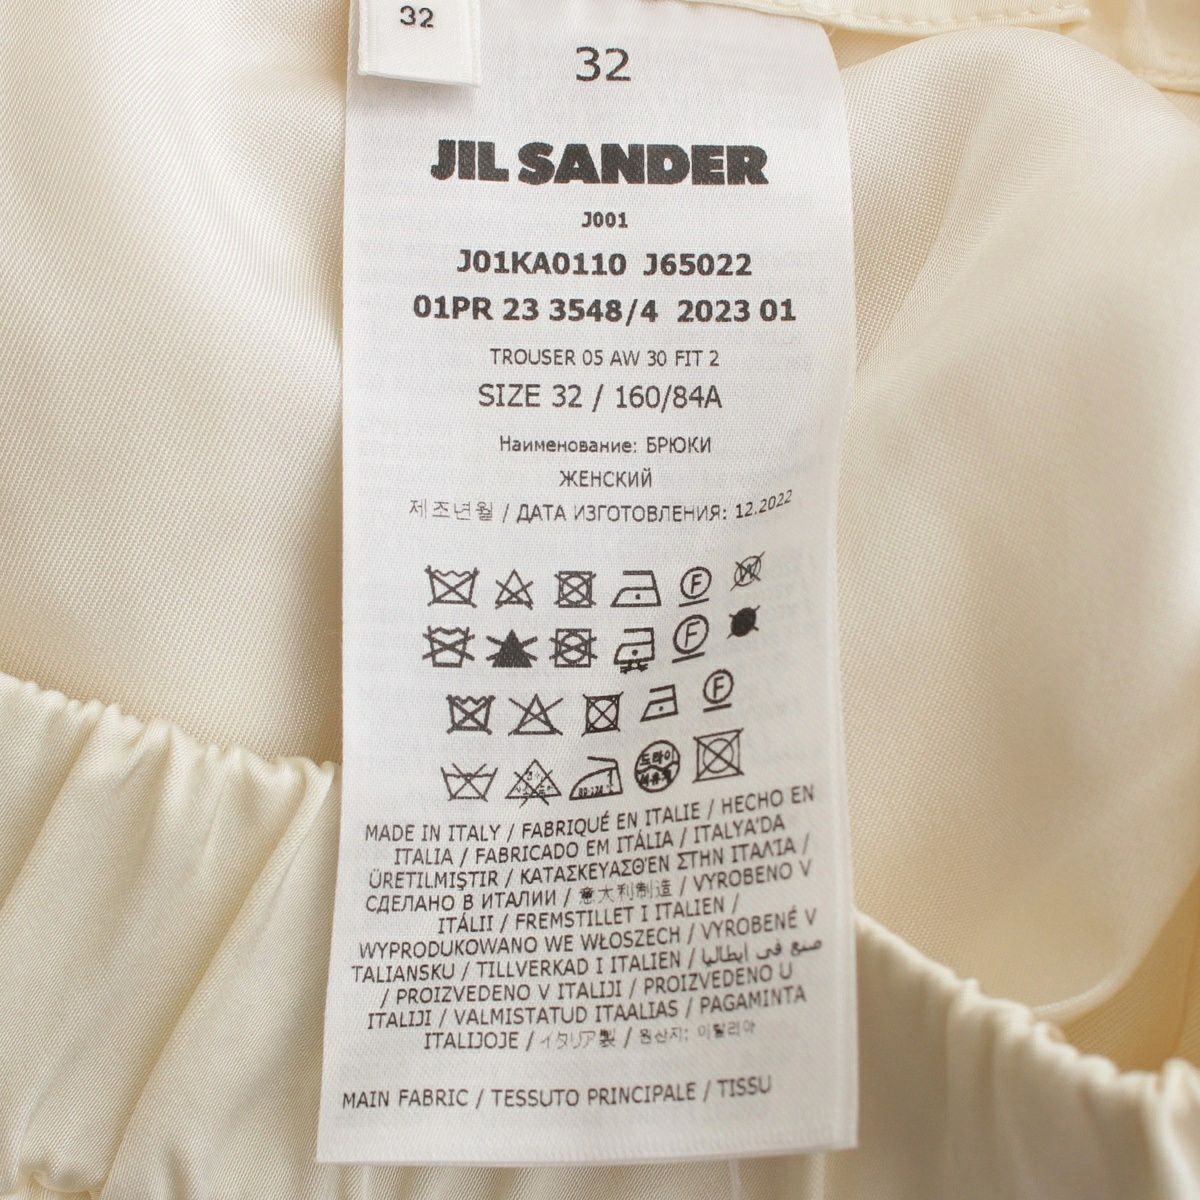 32
32
JIL SANDER
J001
J01KA0110 J65022
01PR 23 3548/4 2023 01
TROUSER 05 AW 30 FIT 2
SIZE 32 / 160/84A
Наименование: БРЮКИ
ЖЕНСКИЙ
제조년월 / ДАТА ИЗГОТОВЛЕНИЯ: 12.2022
F W
F
F
드라이
MADE IN ITALY / FABRIQUÉ EN ITALIE / HECHO EN
ITALIA / FABRICADO EM ITÁLIA / ITALYA'DA
ÜRETILMIŞTIR / ΚΑΤΑΣΚΕΥΑΣΘΈΝ ΣΤΗΝ ΙΤΑΛΊΑ /
СДЕЛАНО В ИТАЛИИ / 意大利制造 / VYROBENO V
ITÁLII / FREMSTILLET I ITALIEN /
WYPRODUKOWANO WE WŁOSZECH / VYROBENÉ V
TALIANSKU / TILLVERKAD I ITALIEN / صنع في ايطاليا
/ PROIZVEDENO V ITALIJI / PROIZVEDENO U
ITALIJI / VALMISTATUD ITAALIAS / PAGAMINTA
ITALIJOJE / イタリア製 / 원산지: 이탈리아
MAIN FABRIC / TESSUTO PRINCIPALE / TISSU